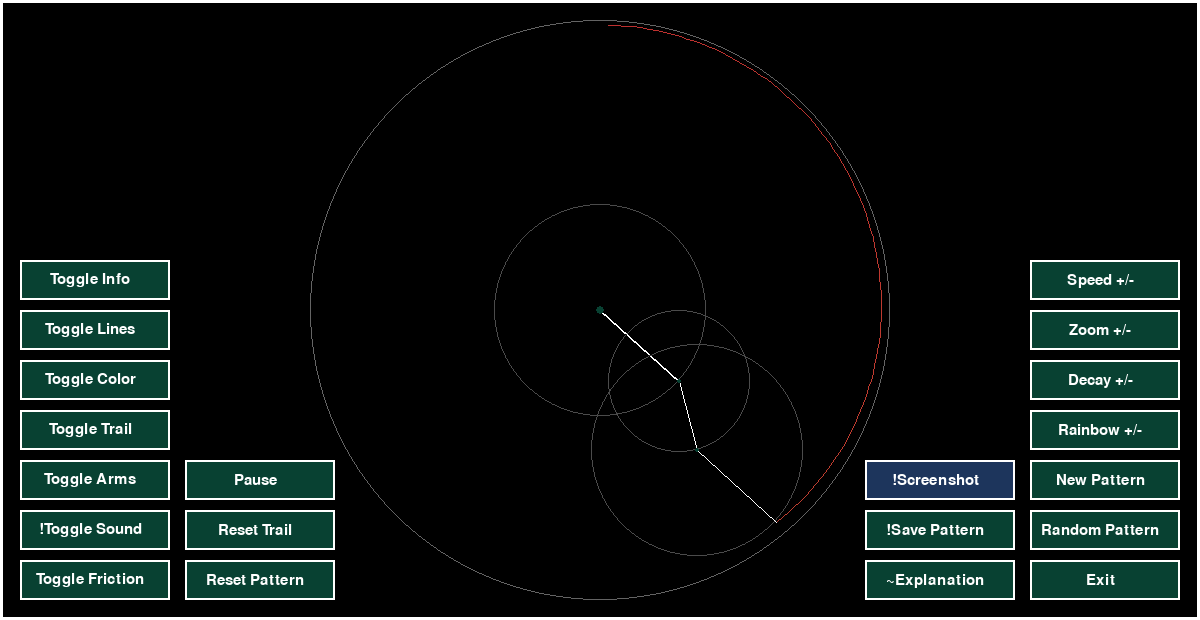 Toggle Info
Toggle Lines
Toggle Color
Toggle Trail
Toggle Arms
!Toggle Sound
Toggle Friction
Pause
Reset Trail
Reset Pattern
!Screenshot
!Save Pattern
~Explanation
Speed +/-
Zoom +/-
Decay +/-
Rainbow +/-
New Pattern
Random Pattern
Exit